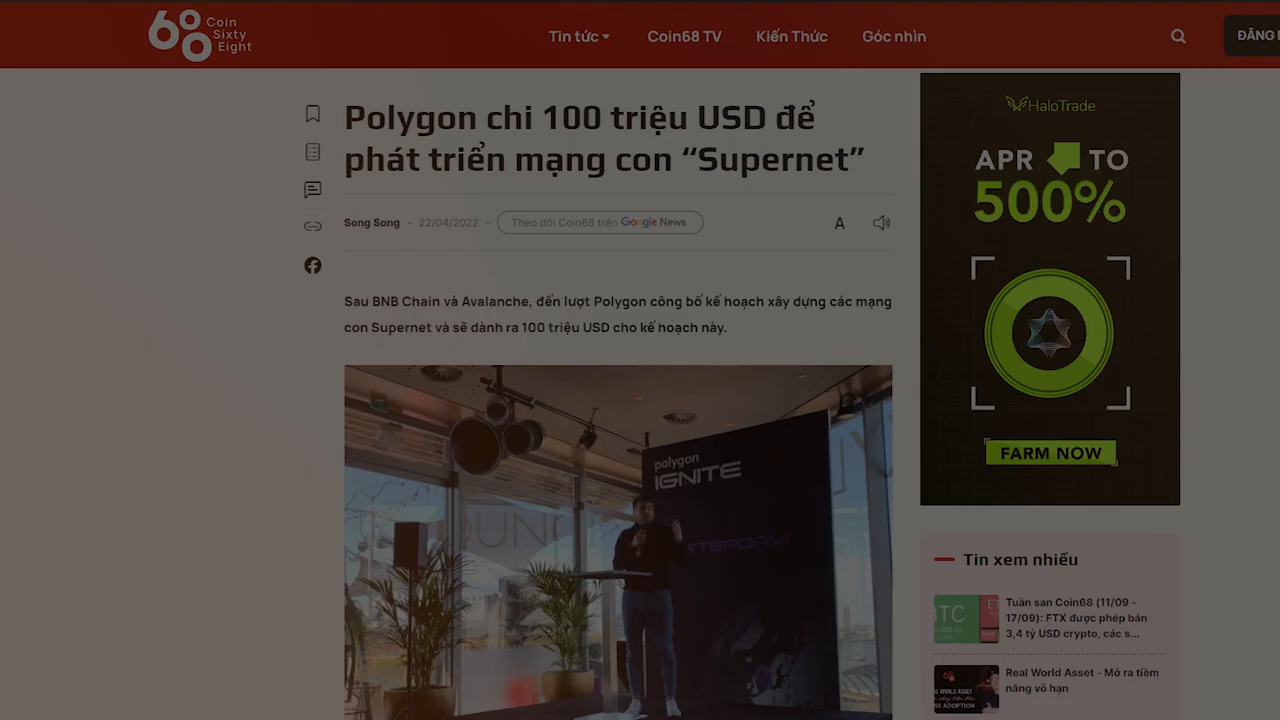 Coin
Sixty
Eight
Tin tức
Coin68 TV
Kiến Thức
Góc nhìn
Polygon chi 100 triệu USD để
phát triển mạng con “Supernet”
Song Song - 22/04/2022 -
Theo dõi Coin68 trên Google News
A
Sau BNB Chain và Avalanche, đến lượt Polygon công bố kế hoạch xây dựng các mạng
con Supernet và sẽ dành ra 100 triệu USD cho kế hoạch này.
polygon
IGNITE
HaloTrade
APR TO
500%
FARM NOW
Tin xem nhiều
Tuần san Coin68 (11/09 -
17/09): FTX được phép bán
3,4 tỷ USD crypto, các s...
Real World Asset - Mở ra tiềm
năng vô hạn